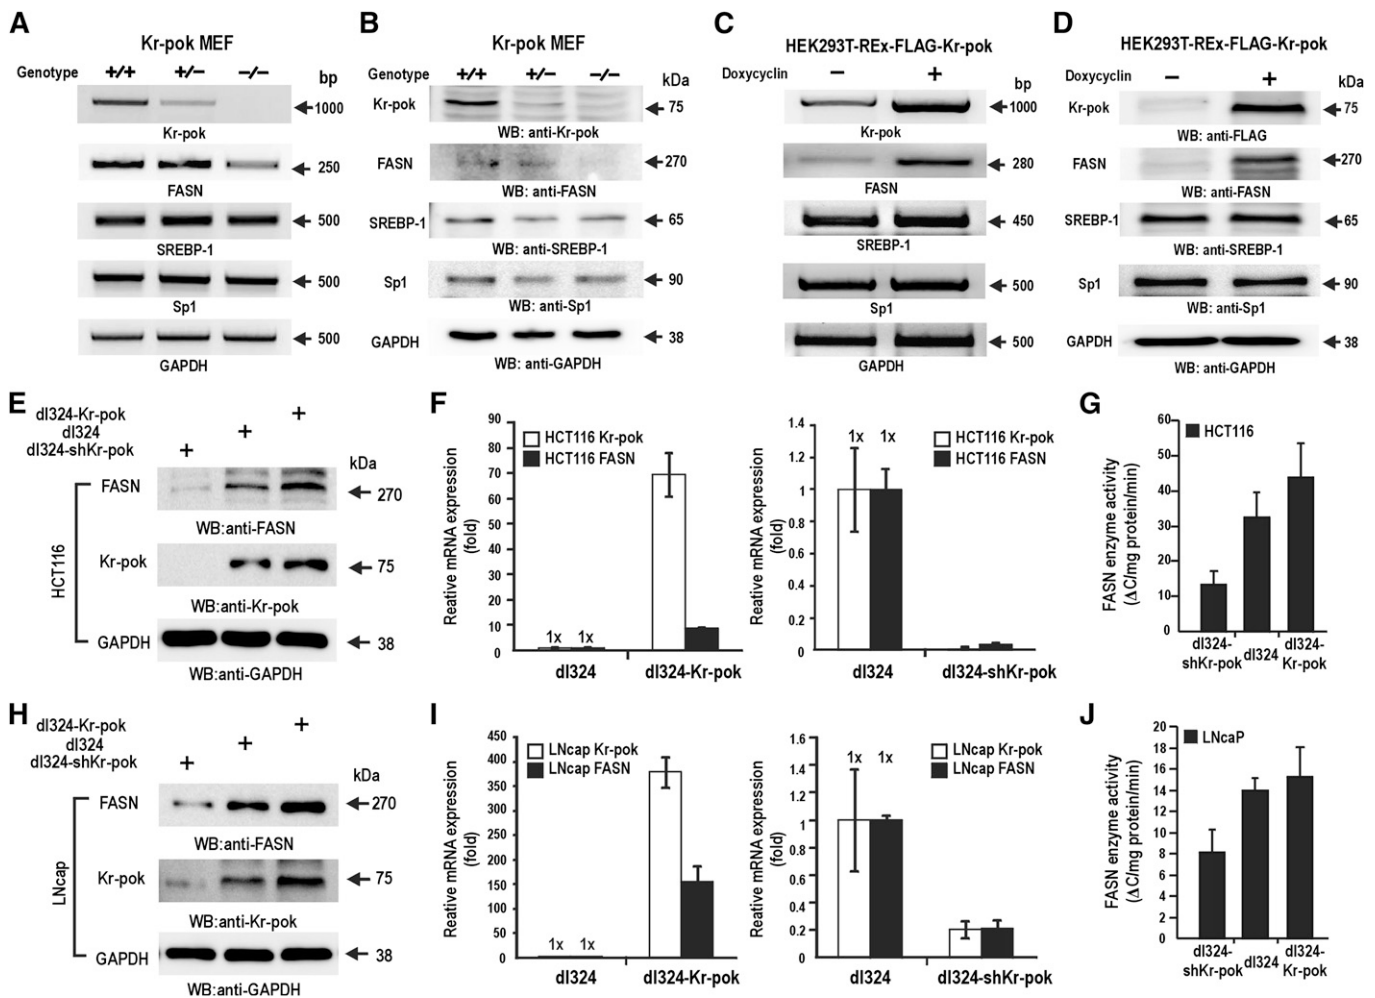 A
Kr-pok MEF
Genotype +/+ +/− −/− bp
1000
Kr-pok
250
FASN
500
SREBP-1
500
Sp1
500
GAPDH
B
Kr-pok MEF
Genotype +/+ +/− −/− kDa
Kr-pok 75
WB: anti-Kr-pok
FASN 270
WB: anti-FASN
SREBP-1 65
WB: anti-SREBP-1
Sp1 90
WB: anti-Sp1
GAPDH 38
WB: anti-GAPDH
C
HEK293T-REx-FLAG-Kr-pok
Doxycyclin − + bp
1000
Kr-pok
280
FASN
450
SREBP-1
500
Sp1
500
GAPDH
D
HEK293T-REx-FLAG-Kr-pok
Doxycyclin − + kDa
Kr-pok 75
WB: anti-FLAG
FASN 270
WB: anti-FASN
SREBP-1 65
WB: anti-SREBP-1
Sp1 90
WB: anti-Sp1
GAPDH 38
WB: anti-GAPDH
E
dl324-Kr-pok +
dl324 +
dl324-shKr-pok +
kDa
HCT116
FASN 270
WB:anti-FASN
Kr-pok 75
WB:anti-Kr-pok
GAPDH 38
WB:anti-GAPDH
F
Reative mRNA expression
(fold)
90
80
70
60
50
40
30
20
10
0
HCT116 Kr-pok
HCT116 FASN
1x 1x
dl324 dl324-Kr-pok
Reative mRNA expression
(fold)
1.4
1.2
1
0.8
0.6
0.4
0.2
0
1x 1x
HCT116 Kr-pok
HCT116 FASN
dl324 dl324-shKr-pok
G
FASN enzyme activity
(ΔC/mg protein/min)
60
50
40
30
20
10
0
HCT116
dl324-
shKr-pok
dl324
dl324-
Kr-pok
H
dl324-Kr-pok +
dl324 +
dl324-shKr-pok +
kDa
LNcap
FASN 270
WB:anti-FASN
Kr-pok 75
WB:anti-Kr-pok
GAPDH 38
WB:anti-GAPDH
I
Reative mRNA expression
(fold)
450
400
350
300
250
200
150
100
50
0
LNcap Kr-pok
LNcap FASN
1x 1x
dl324 dl324-Kr-pok
Reative mRNA expression
(fold)
1.6
1.4
1.2
1
0.8
0.6
0.4
0.2
0
1x 1x
LNcap Kr-pok
LNcap FASN
dl324 dl324-shKr-pok
J
FASN enzyme activity
(ΔC/mg protein/min)
20
18
16
14
12
10
8
6
4
2
0
LNcaP
dl324-
shKr-pok
dl324
dl324-
Kr-pok